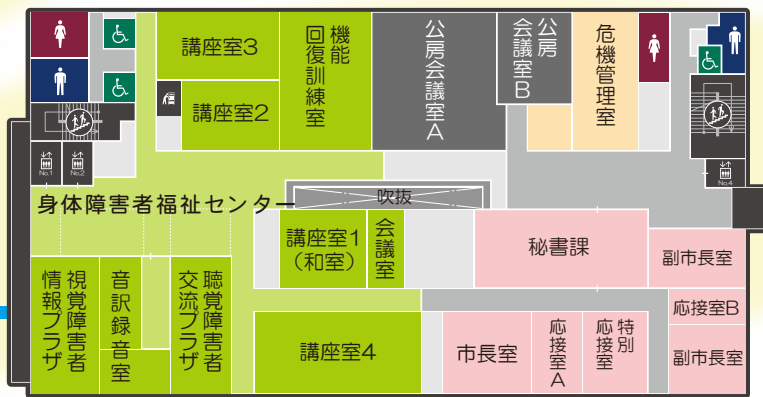 講座室3
機能
回復訓練室
公房会議室A
公房
会議室B
危機管理室
講座室2
No.1
No.2
No.4
身体障害者福祉センター
吹抜
講座室1
（和室）
会議室
秘書課
副市長室
視覚障害者
情報プラザ
音訳録音室
聴覚障害者
交流プラザ
講座室4
市長室
応接室A
特別
応接室
応接室B
副市長室